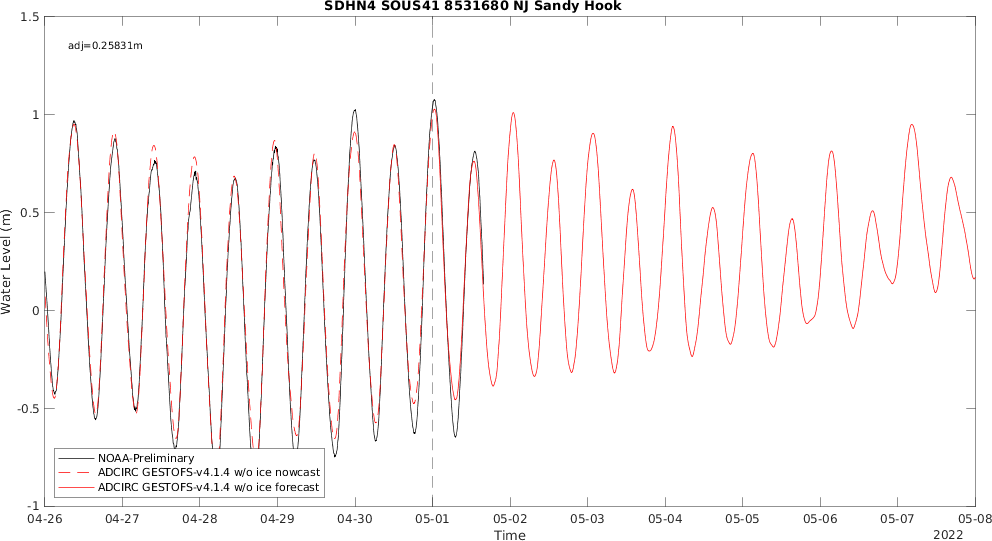 SDHN4 SOUS41 8531680 NJ Sandy Hook
adj=0.25831m
1.5
1
0.5
0
-0.5
-1
Water Level (m)
NOAA-Preliminary
ADCIRC GESTOFS-v4.1.4 w/o ice nowcast
ADCIRC GESTOFS-v4.1.4 w/o ice forecast
04-26 04-27 04-28 04-29 04-30 05-01 05-02 05-03 05-04 05-05 05-06 05-07 05-08
Time
2022